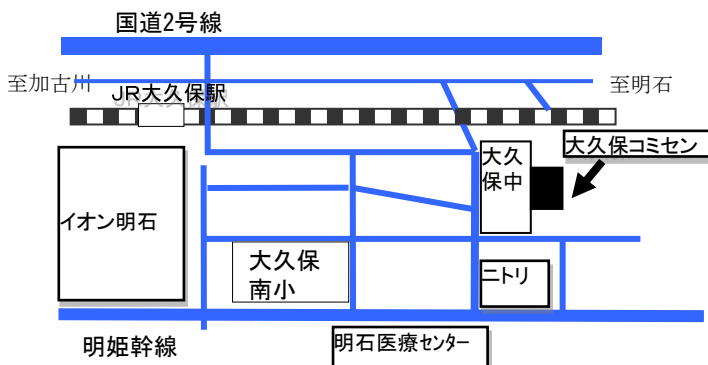 国道2号線
至加古川
至明石
JR大久保駅
大久保コミセン
大久
保中
イオン明石
大久保
南小
ニトリ
明姫幹線
明石医療センター